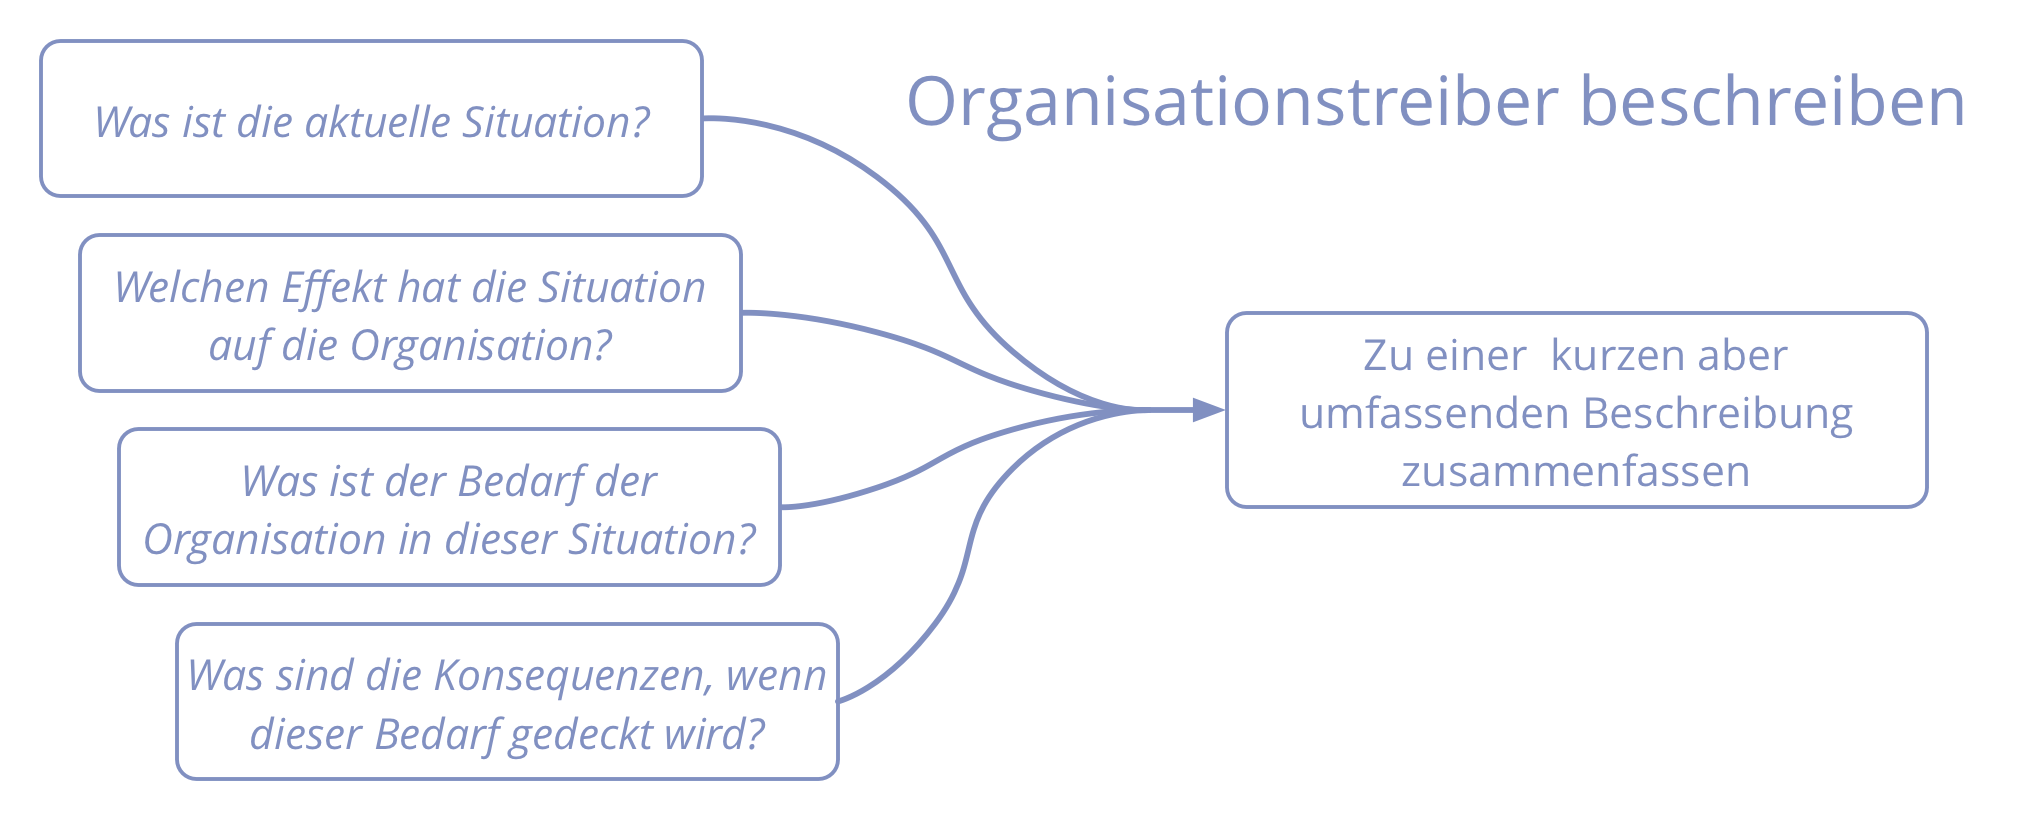 Organisationstreiber beschreiben
Was ist die aktuelle Situation?
Welchen Effekt hat die Situation
auf die Organisation?
Was ist der Bedarf der
Organisation in dieser Situation?
Was sind die Konsequenzen, wenn
dieser Bedarf gedeckt wird?
Zu einer  kurzen aber
umfassenden Beschreibung
zusammenfassen